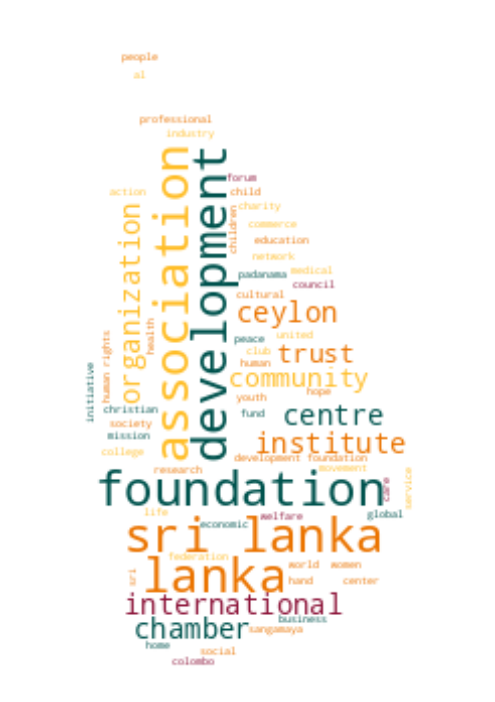 people
al
professional
industry
association
development
forum
action
child
organization
charity
children
commerce
education
network
padanama
medical
council
cultural
ceylon
health
human rights
peace
united
club
trust
human
initiative
community
hope
youth
christian
fund
centre
society
mission
institute
college
development foundation
research
movement
foundation
care
service
life
welfare
global
economic
sri lanka
federation
lanka
world
women
sri
hand
center
international
chamber
business
sangamaya
home
social
colombo